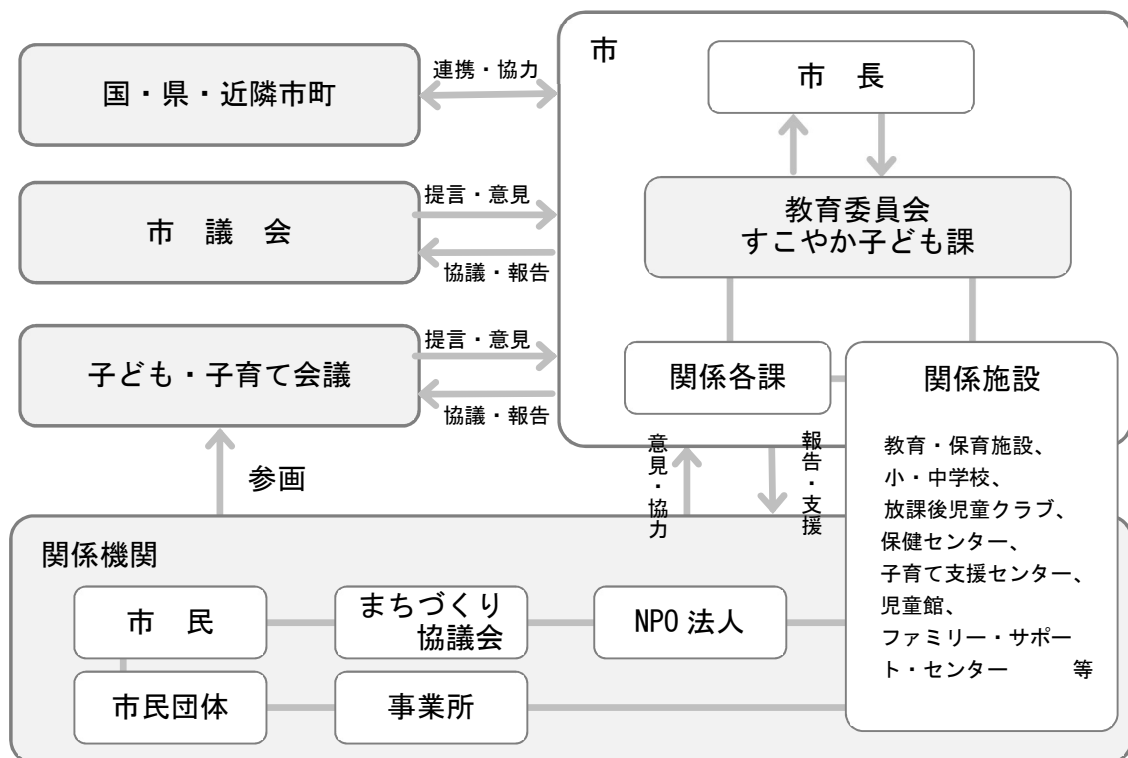 市
市 長
教育委員会
すこやか子ども課
関係各課
関係施設
教育・保育施設、
小・中学校、
放課後児童クラブ、
保健センター、
子育て支援センター、
児童館、
ファミリー・サポー
ト・センター 等
国・県・近隣市町
連携・協力
市 議 会
提言・意見
協議・報告
子ども・子育て会議
提言・意見
協議・報告
参画
意見・協力
報告・支援
関係機関
市 民
まちづくり
協議会
NPO 法人
市民団体
事業所